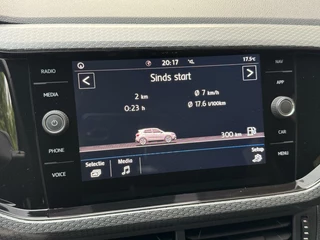 RADIO
MEDIA
PHONE
VOICE
20:17
17.5°c
Sinds start
2 km
Ø 7 km/h
0:23 h
Ø 17.6 l/100km
300 km
Selectie
Media
Setup
NAV
APP
CAR
MENU